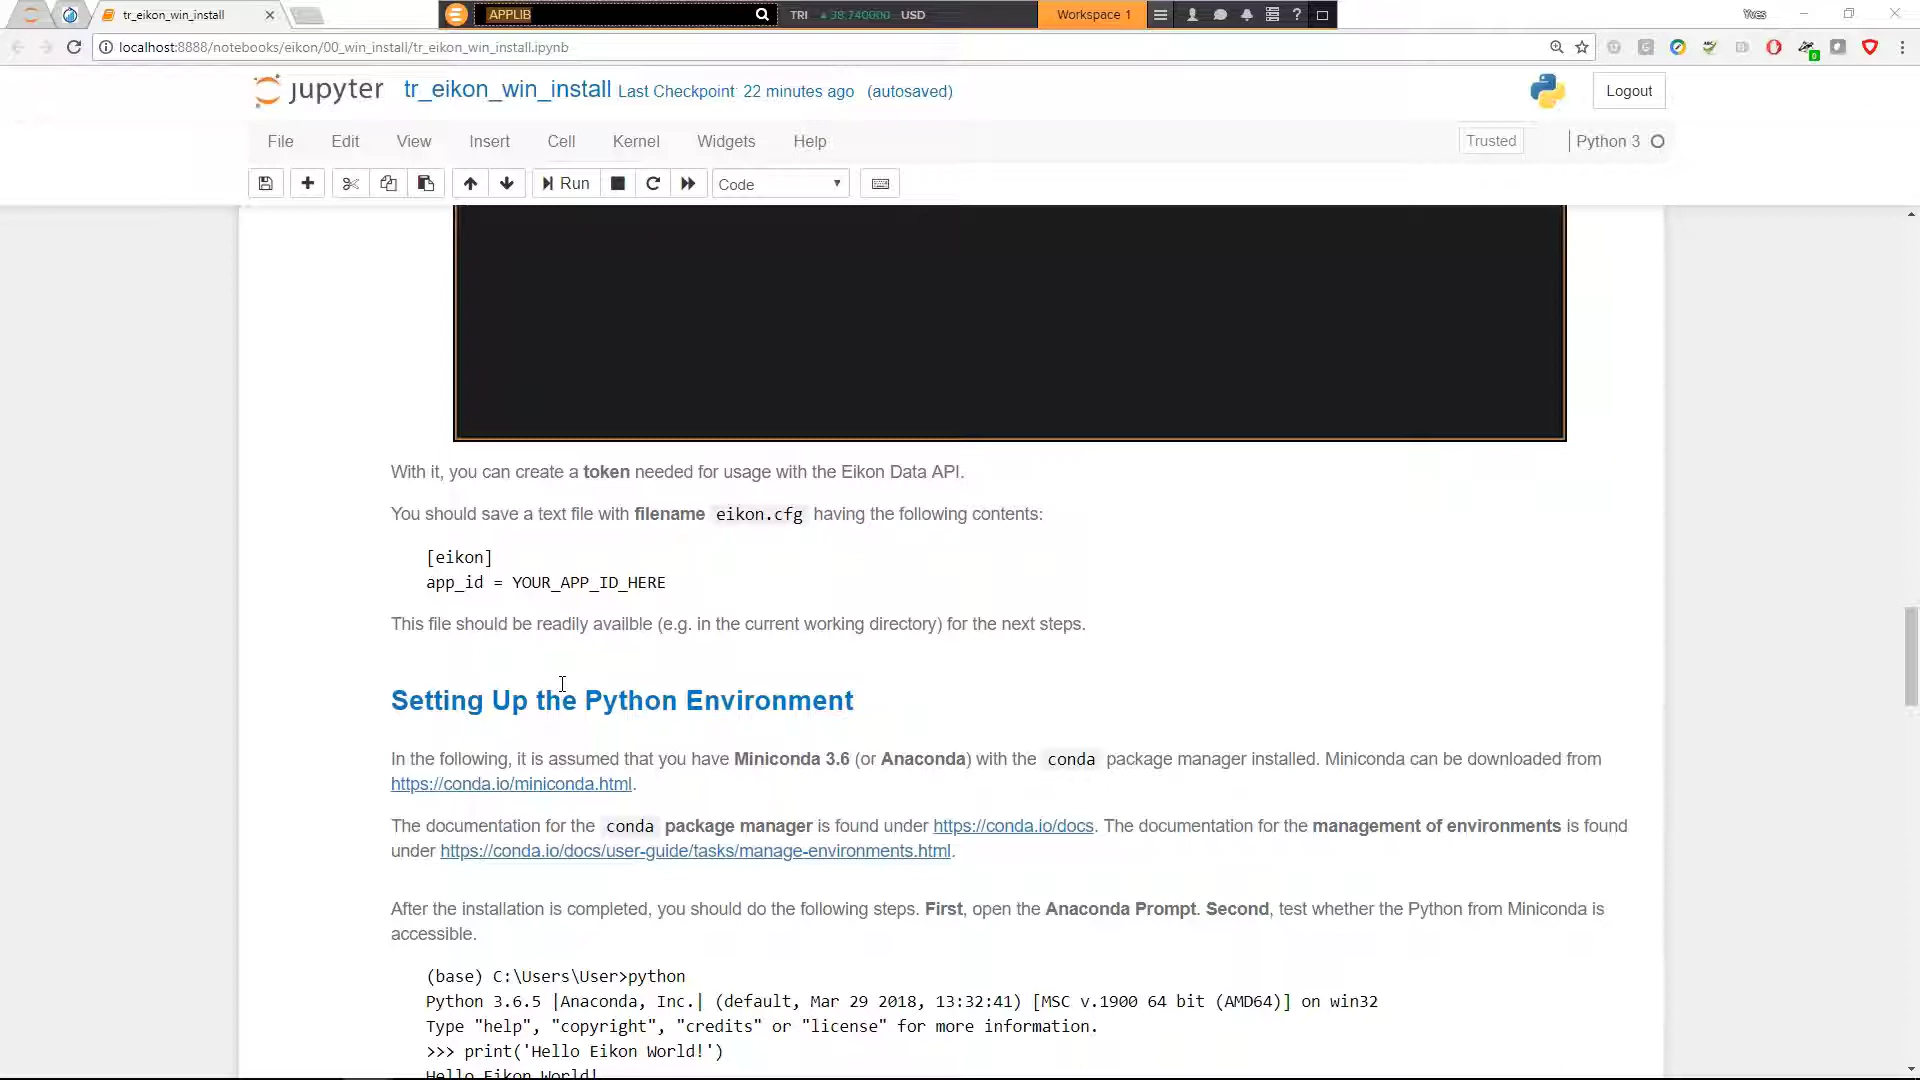 tr_eikon_win_install
APPLIB
TRI 38.740000 USD
Workspace 1
?
Yves
localhost:8888/notebooks/eikon/00_win_install/tr_eikon_win_install.ipynb
0
jupyter tr_eikon_win_install Last Checkpoint: 22 minutes ago (autosaved)
Logout
File Edit View Insert Cell Kernel Widgets Help
Trusted
Python 3
Run
Code
With it, you can create a token needed for usage with the Eikon Data API.
You should save a text file with filename eikon.cfg having the following contents:
[eikon]
app_id = YOUR_APP_ID_HERE
This file should be readily availble (e.g. in the current working directory) for the next steps.
Setting Up the Python Environment
In the following, it is assumed that you have Miniconda 3.6 (or Anaconda) with the conda package manager installed. Miniconda can be downloaded from
https://conda.io/miniconda.html.
The documentation for the conda package manager is found under https://conda.io/docs. The documentation for the management of environments is found
under https://conda.io/docs/user-guide/tasks/manage-environments.html.
After the installation is completed, you should do the following steps. First, open the Anaconda Prompt. Second, test whether the Python from Miniconda is
accessible.
(base) C:\Users\User>python
Python 3.6.5 |Anaconda, Inc.| (default, Mar 29 2018, 13:32:41) [MSC v.1900 64 bit (AMD64)] on win32
Type "help", "copyright", "credits" or "license" for more information.
>>> print('Hello Eikon World!')
Hello Eikon World!